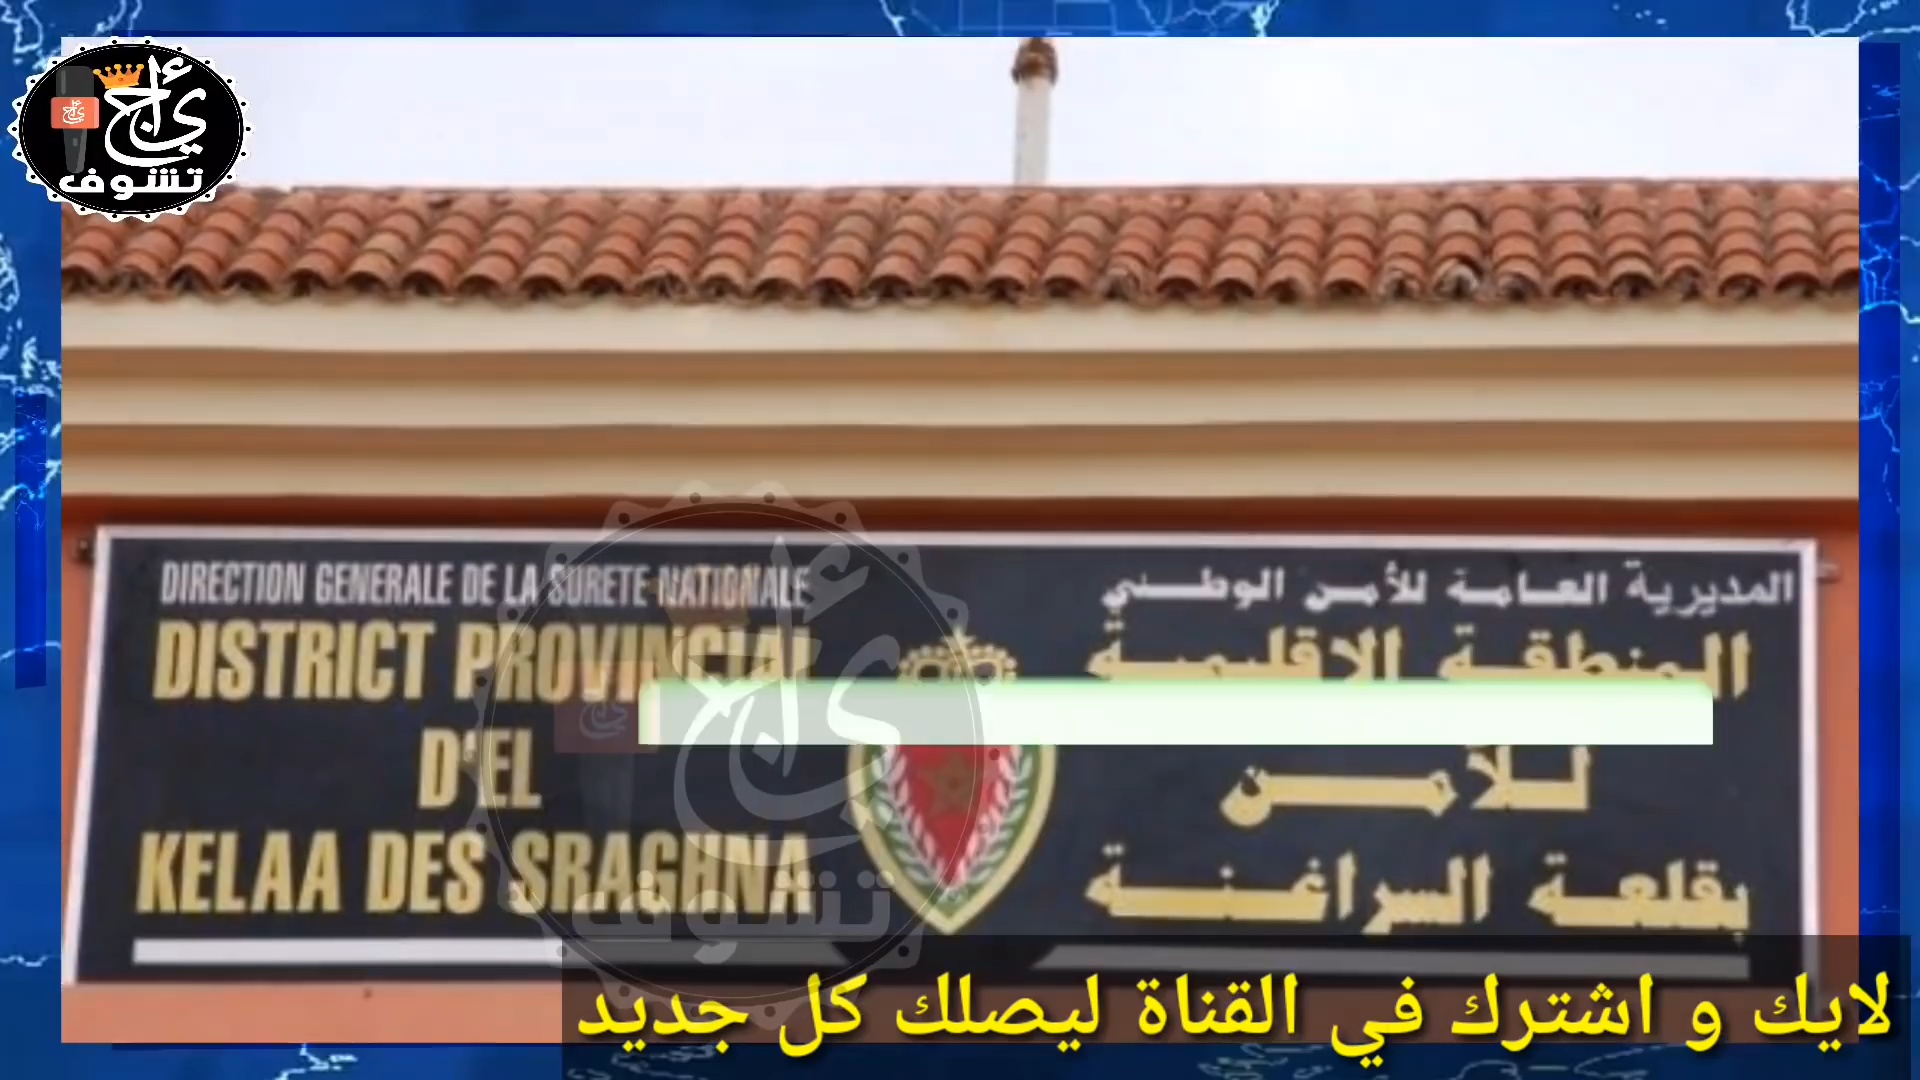 تشوف
DIRECTION GENERALE DE LA SURETE NATIONALE
DISTRICT PROVINCIAL
D'EL
KELAA DES SRAGHNA
المديرية العامة للأمن الوطني
المنطقة الاقليمية
للأمن
بقلعة السراغنة
تشوف
لايك و اشترك في القناة ليصلك كل جديد